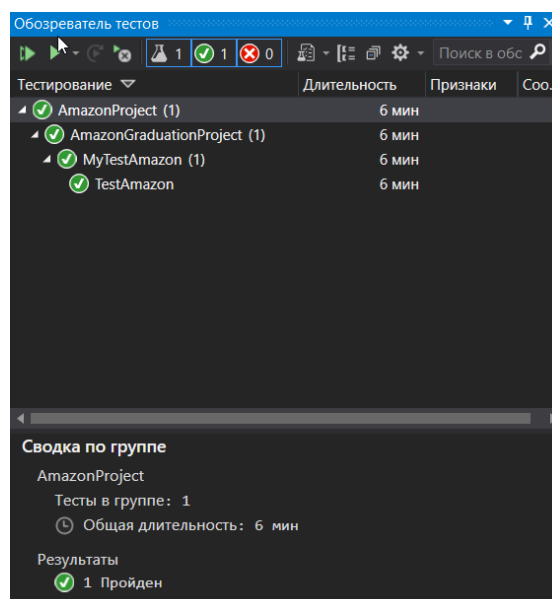 Обозреватель тестов
1 1 0 Поиск в обс
Тестирование Длительность Признаки Соо.
AmazonProject (1) 6 мин
AmazonGraduationProject (1) 6 мин
MyTestAmazon (1) 6 мин
TestAmazon 6 мин
Сводка по группе
AmazonProject
Тесты в группе: 1
Общая длительность: 6 мин
Результаты
1 Пройден